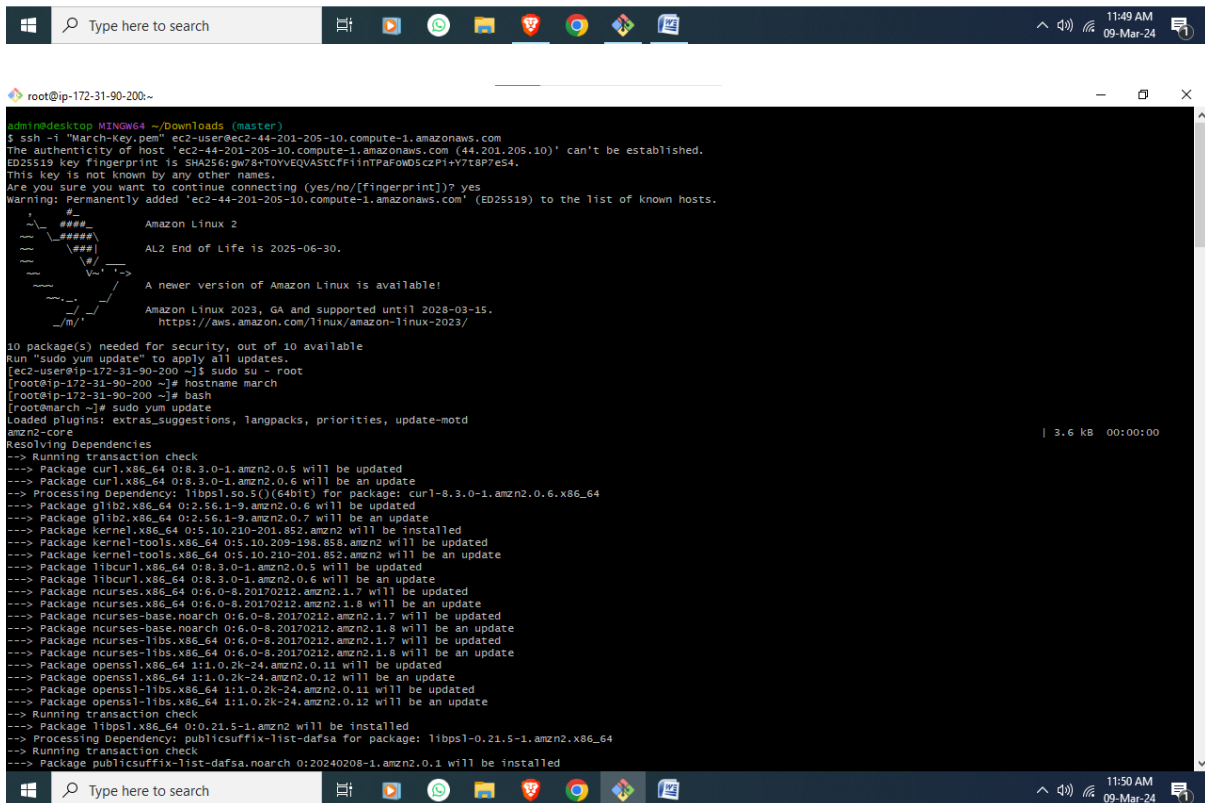 Type here to search
11:49 AM
09-Mar-24
1
root@ip-172-31-90-200:~
admin@desktop MINGW64 ~/Downloads (master)
$ ssh -i "March-Key.pem" ec2-user@ec2-44-201-205-10.compute-1.amazonaws.com
The authenticity of host 'ec2-44-201-205-10.compute-1.amazonaws.com (44.201.205.10)' can't be established.
ED25519 key fingerprint is SHA256:gw78+TOYvEQVAStCfFiinTPaFoWD5czPi+Y7t8P7eS4.
This key is not known by any other names.
Are you sure you want to continue connecting (yes/no/[fingerprint])? yes
Warning: Permanently added 'ec2-44-201-205-10.compute-1.amazonaws.com' (ED25519) to the list of known hosts.
   ,     #_
   ~\_  ####_        Amazon Linux 2
  ~~  \_#####\
  ~~     \###|       AL2 End of Life is 2025-06-30.
  ~~       \#/ ___
   ~~       V~' '->
    ~~~         /    A newer version of Amazon Linux is available!
      ~~._.   _/
         _/ _/       Amazon Linux 2023, GA and supported until 2028-03-15.
       _/m/'           https://aws.amazon.com/linux/amazon-linux-2023/
10 package(s) needed for security, out of 10 available
Run "sudo yum update" to apply all updates.
[ec2-user@ip-172-31-90-200 ~]$ sudo su - root
[root@ip-172-31-90-200 ~]# hostname march
[root@ip-172-31-90-200 ~]# bash
[root@march ~]# sudo yum update
Loaded plugins: extras_suggestions, langpacks, priorities, update-motd
amzn2-core | 3.6 kB 00:00:00
Resolving Dependencies
--> Running transaction check
---> Package curl.x86_64 0:8.3.0-1.amzn2.0.5 will be updated
---> Package curl.x86_64 0:8.3.0-1.amzn2.0.6 will be an update
--> Processing Dependency: libpsl.so.5()(64bit) for package: curl-8.3.0-1.amzn2.0.6.x86_64
---> Package glib2.x86_64 0:2.56.1-9.amzn2.0.6 will be updated
---> Package glib2.x86_64 0:2.56.1-9.amzn2.0.7 will be an update
---> Package kernel.x86_64 0:5.10.210-201.852.amzn2 will be installed
---> Package kernel-tools.x86_64 0:5.10.209-198.858.amzn2 will be updated
---> Package kernel-tools.x86_64 0:5.10.210-201.852.amzn2 will be an update
---> Package libcurl.x86_64 0:8.3.0-1.amzn2.0.5 will be updated
---> Package libcurl.x86_64 0:8.3.0-1.amzn2.0.6 will be an update
---> Package ncurses.x86_64 0:6.0-8.20170212.amzn2.1.7 will be updated
---> Package ncurses.x86_64 0:6.0-8.20170212.amzn2.1.8 will be an update
---> Package ncurses-base.noarch 0:6.0-8.20170212.amzn2.1.7 will be updated
---> Package ncurses-base.noarch 0:6.0-8.20170212.amzn2.1.8 will be an update
---> Package ncurses-libs.x86_64 0:6.0-8.20170212.amzn2.1.7 will be updated
---> Package ncurses-libs.x86_64 0:6.0-8.20170212.amzn2.1.8 will be an update
---> Package openssl.x86_64 1:1.0.2k-24.amzn2.0.11 will be updated
---> Package openssl.x86_64 1:1.0.2k-24.amzn2.0.12 will be an update
---> Package openssl-libs.x86_64 1:1.0.2k-24.amzn2.0.11 will be updated
---> Package openssl-libs.x86_64 1:1.0.2k-24.amzn2.0.12 will be an update
--> Running transaction check
---> Package libpsl.x86_64 0:0.21.5-1.amzn2 will be installed
--> Processing Dependency: publicsuffix-list-dafsa for package: libpsl-0.21.5-1.amzn2.x86_64
--> Running transaction check
---> Package publicsuffix-list-dafsa.noarch 0:20240208-1.amzn2.0.1 will be installed
Type here to search
11:50 AM
09-Mar-24
1